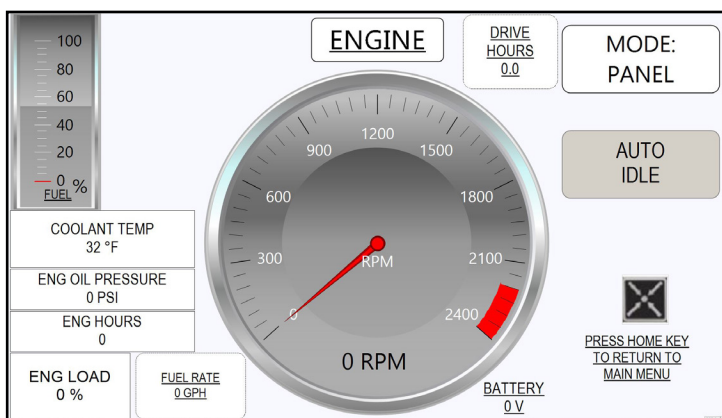 ENGINE
DRIVE
HOURS
0.0
MODE:
PANEL
100
80
60
40
20
0 %
FUEL
AUTO
IDLE
0
300
600
900
1200
1500
1800
2100
2400
RPM
0 RPM
COOLANT TEMP
32 °F
ENG OIL PRESSURE
0 PSI
ENG HOURS
0
ENG LOAD
0 %
FUEL RATE
0 GPH
BATTERY
0 V
PRESS HOME KEY
TO RETURN TO
MAIN MENU